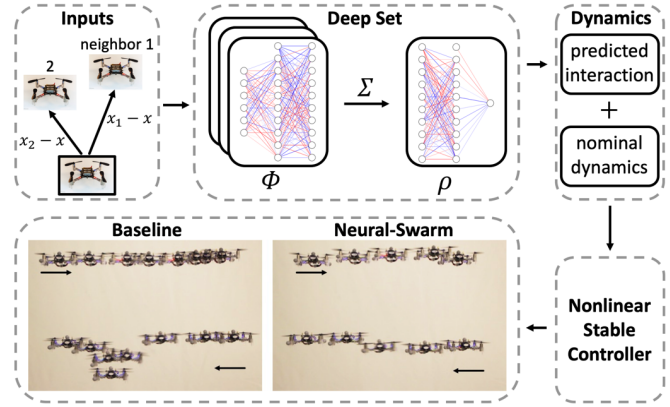 Inputs
neighbor 1
2
x₂ − x
x₁ − x
Deep Set
Σ
Φ
ρ
Dynamics
predicted
interaction
+
nominal
dynamics
Baseline
Neural-Swarm
Nonlinear
Stable
Controller